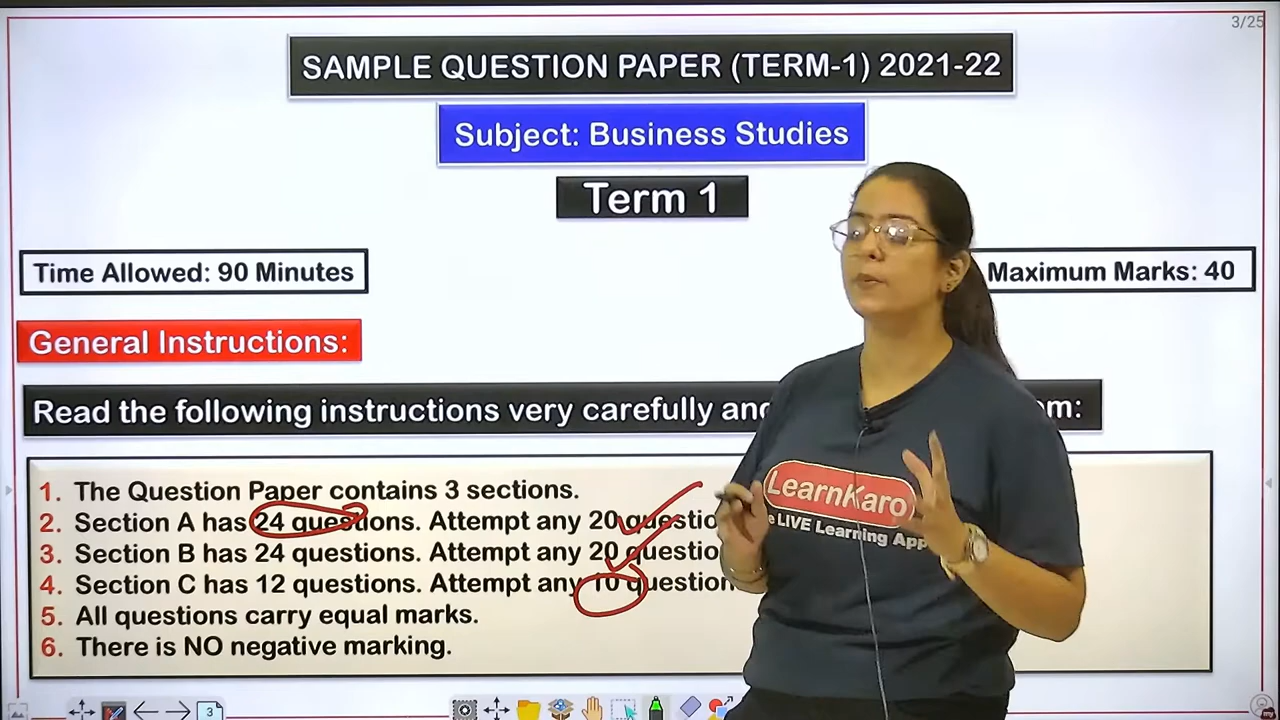 3/25
SAMPLE QUESTION PAPER (TERM-1) 2021-22
Subject: Business Studies
Term 1
Time Allowed: 90 Minutes
Maximum Marks: 40
General Instructions:
Read the following instructions very carefully and
1. The Question Paper contains 3 sections.
2. Section A has 24 questions. Attempt any 20 questio
3. Section B has 24 questions. Attempt any 20 questio
4. Section C has 12 questions. Attempt any 10 question
5. All questions carry equal marks.
6. There is NO negative marking.
LearnKaro
LIVE Learning App
3